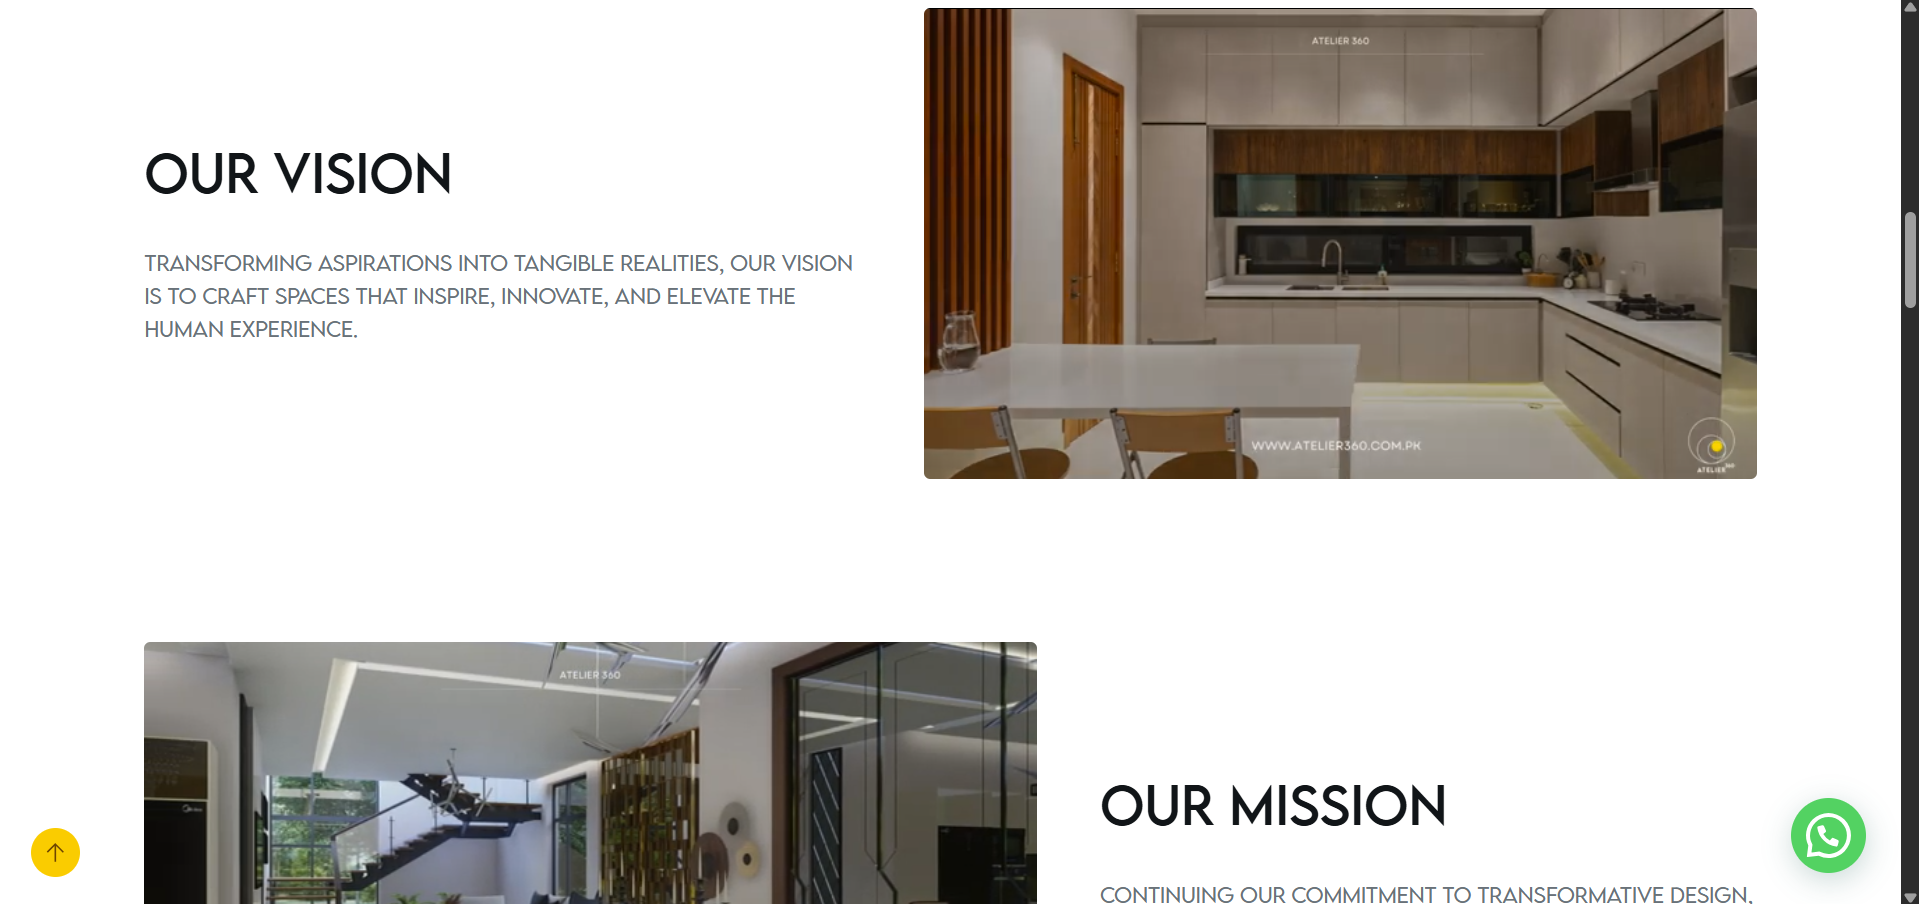 ATELIER 360
OUR VISION
TRANSFORMING ASPIRATIONS INTO TANGIBLE REALITIES, OUR VISION
IS TO CRAFT SPACES THAT INSPIRE, INNOVATE, AND ELEVATE THE
HUMAN EXPERIENCE.
WWW.ATELIER360.COM.PK
ATELIER 360
ATELIER 360
OUR MISSION
CONTINUING OUR COMMITMENT TO TRANSFORMATIVE DESIGN,